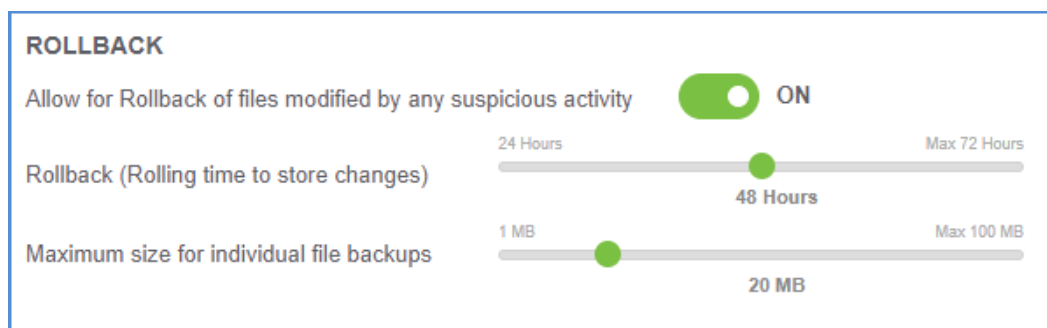 ROLLBACK
Allow for Rollback of files modified by any suspicious activity ON
24 Hours Max 72 Hours
Rollback (Rolling time to store changes)
48 Hours
1 MB Max 100 MB
Maximum size for individual file backups
20 MB